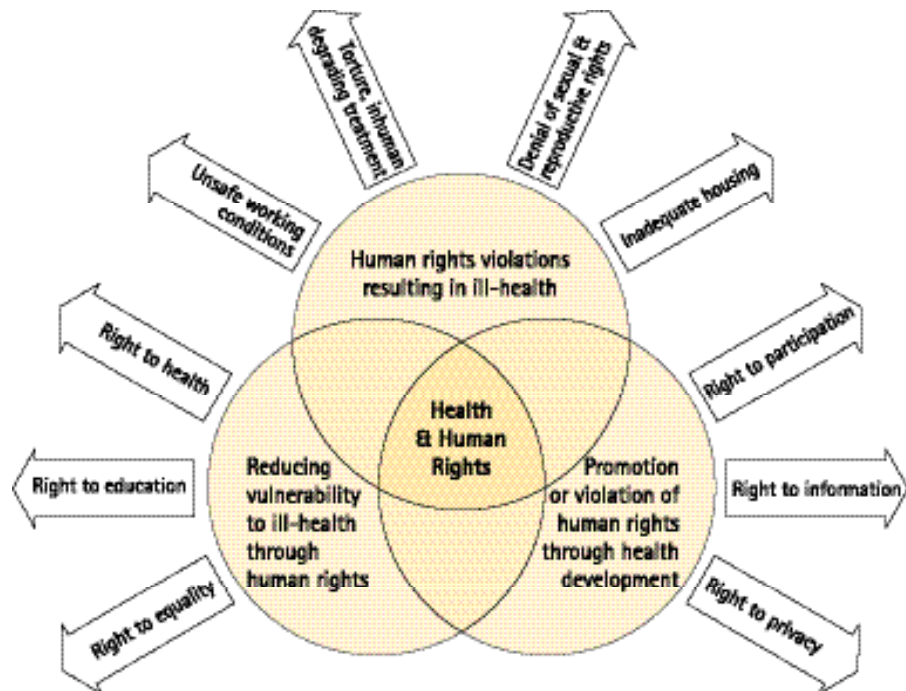 Torture, inhuman
degrading treatment
Denial of sexual &
reproductive rights
Unsafe working
conditions
Inadequate housing
Human rights violations
resulting in ill-health
Right to health
Right to participation
Health
& Human
Rights
Right to education
Reducing
vulnerability
to ill-health
through
human rights
Promotion
or violation of
human rights
through health
development
Right to information
Right to equality
Right to privacy